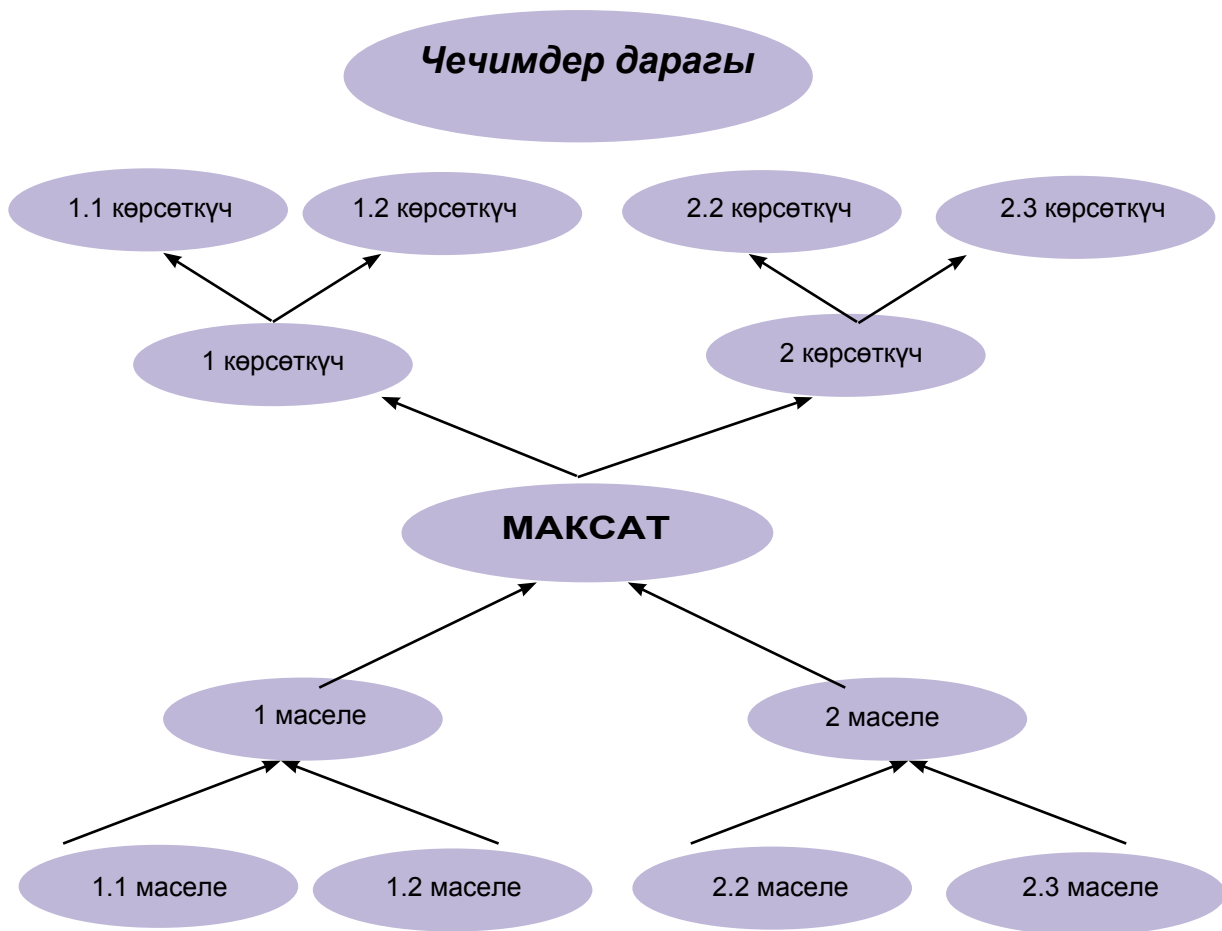 Чечимдер дарагы
1.1 көрсөткүч
1.2 көрсөткүч
2.2 көрсөткүч
2.3 көрсөткүч
1 көрсөткүч
2 көрсөткүч
МАКСАТ
1 маселе
2 маселе
1.1 маселе
1.2 маселе
2.2 маселе
2.3 маселе